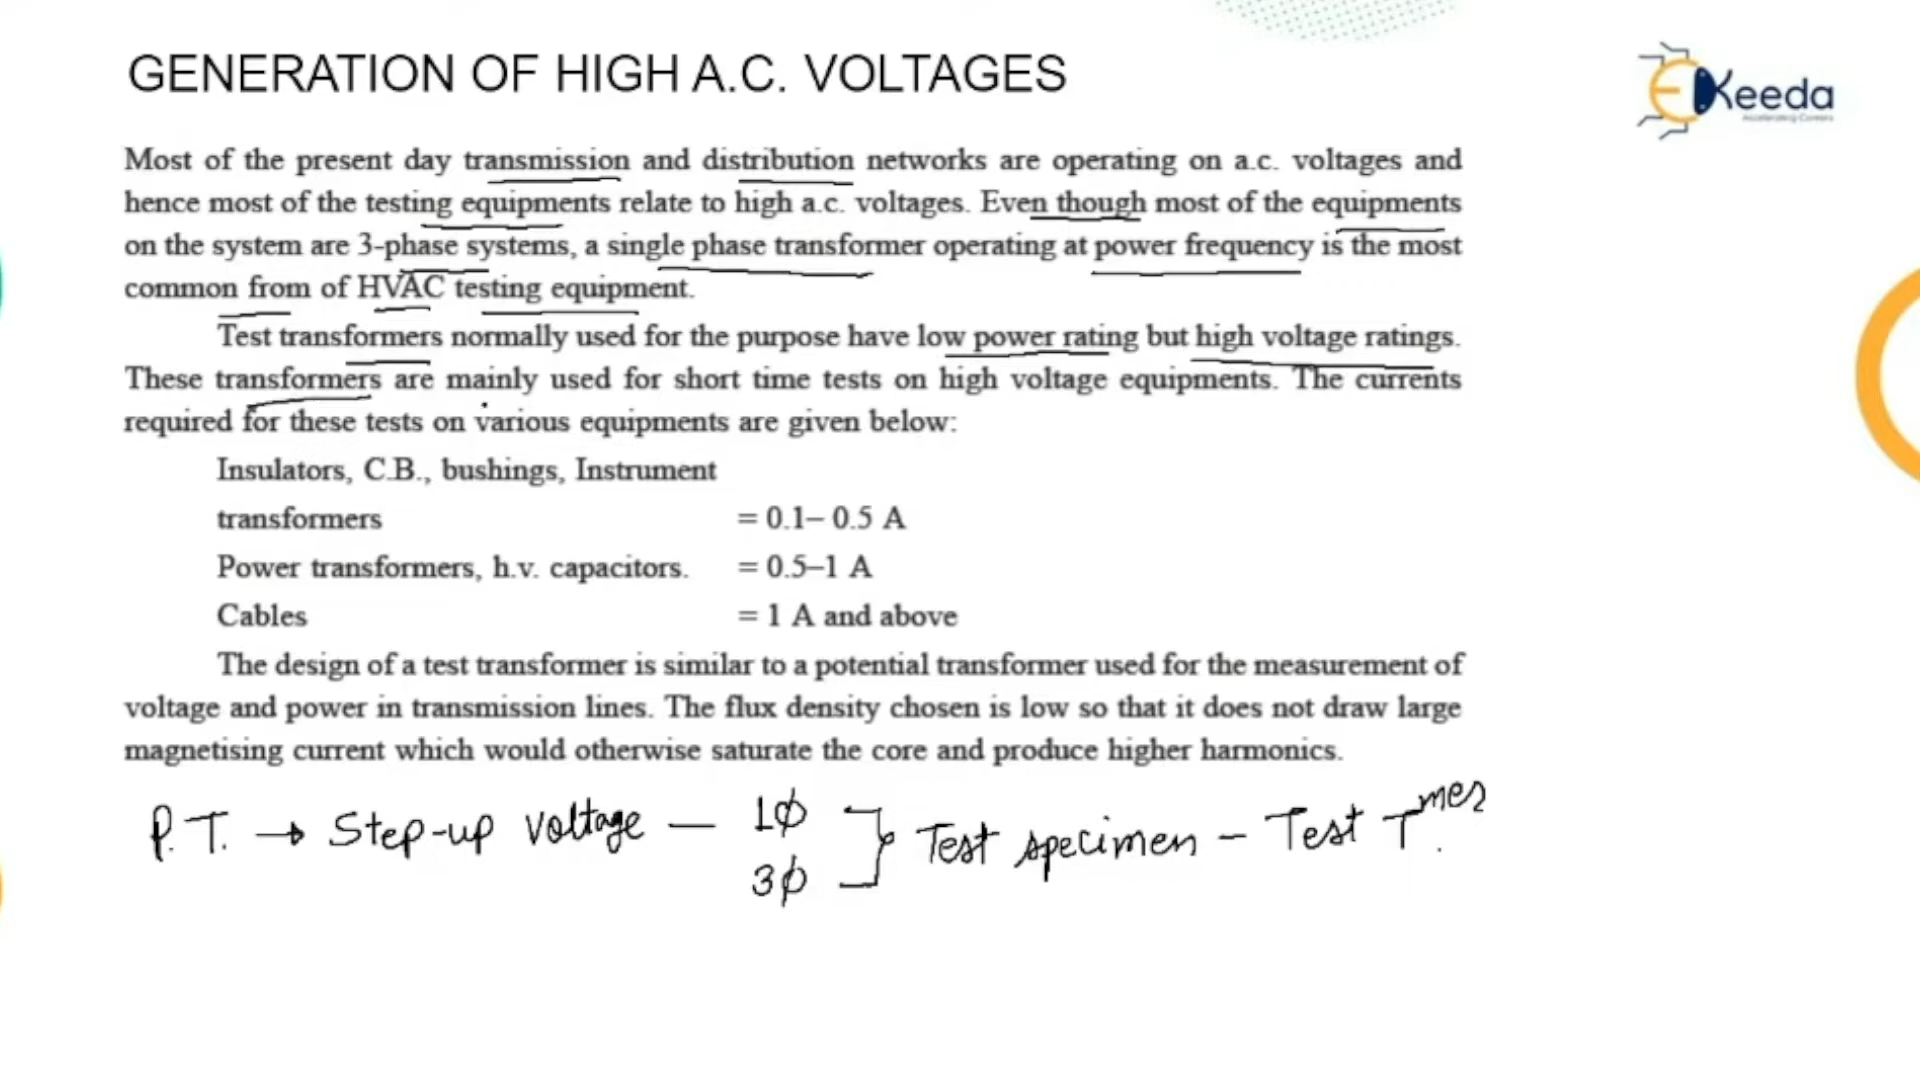 GENERATION OF HIGH A.C. VOLTAGES
EKeeda
Accelerating Careers
Most of the present day transmission and distribution networks are operating on a.c. voltages and
hence most of the testing equipments relate to high a.c. voltages. Even though most of the equipments
on the system are 3-phase systems, a single phase transformer operating at power frequency is the most
common from of HVAC testing equipment.
Test transformers normally used for the purpose have low power rating but high voltage ratings.
These transformers are mainly used for short time tests on high voltage equipments. The currents
required for these tests on various equipments are given below:
Insulators, C.B., bushings, Instrument
transformers = 0.1– 0.5 A
Power transformers, h.v. capacitors. = 0.5–1 A
Cables = 1 A and above
The design of a test transformer is similar to a potential transformer used for the measurement of
voltage and power in transmission lines. The flux density chosen is low so that it does not draw large
magnetising current which would otherwise saturate the core and produce higher harmonics.
P.T. → Step-up voltage — 1ϕ
3ϕ } Test specimen – Test Tmer.